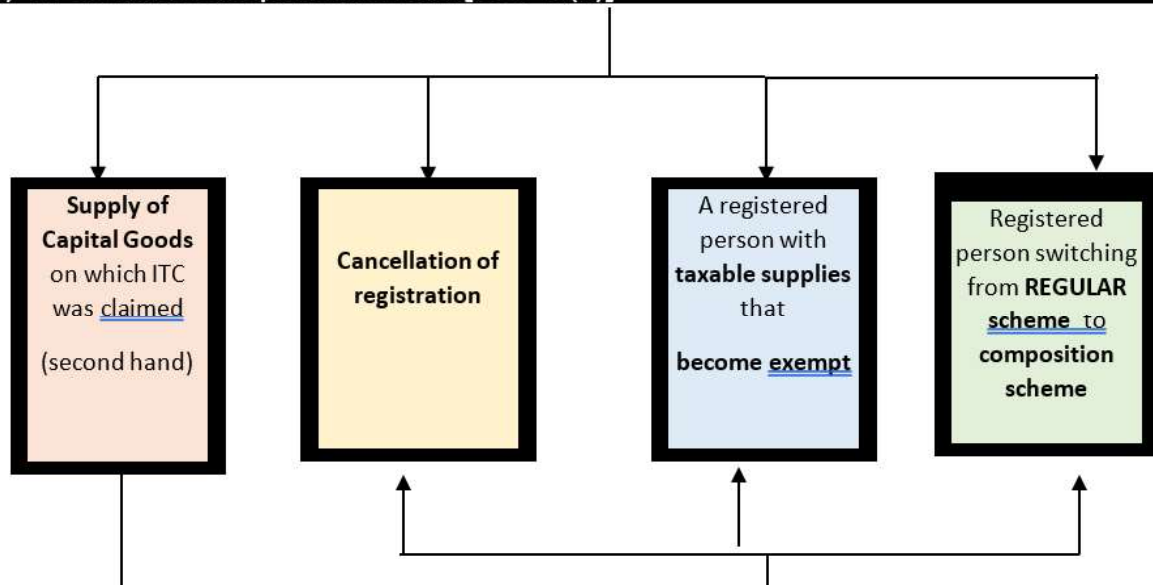 Supply of
Capital Goods
on which ITC
was claimed
(second hand)
Cancellation of
registration
A registered
person with
taxable supplies
that
become exempt
Registered
person switching
from REGULAR
scheme to
composition
scheme